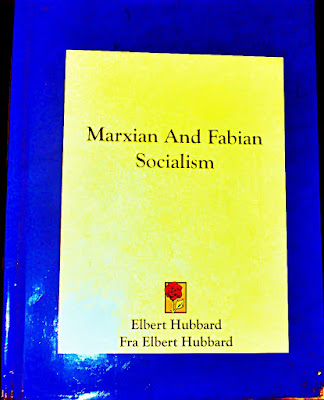 Marxian And Fabian
Socialism
Elbert Hubbard
Fra Elbert Hubbard